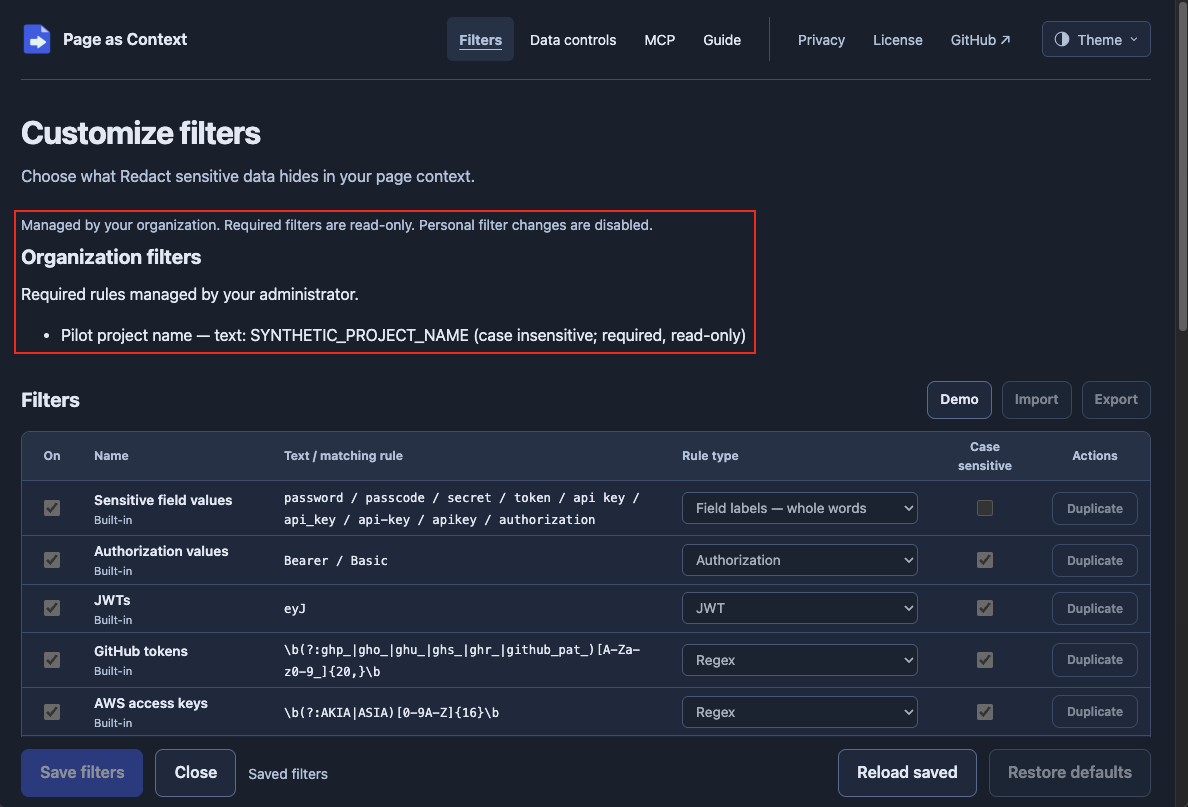 Page as Context
Filters
Data controls
MCP
Guide
Privacy
License
GitHub ↗
Theme
Customize filters
Choose what Redact sensitive data hides in your page context.
Managed by your organization. Required filters are read-only. Personal filter changes are disabled.
Organization filters
Required rules managed by your administrator.
• Pilot project name — text: SYNTHETIC_PROJECT_NAME (case insensitive; required, read-only)
Filters
Demo
Import
Export
On
Name
Text / matching rule
Rule type
Case
sensitive
Actions
Sensitive field values
Built-in
password / passcode / secret / token / api key /
api_key / api-key / apikey / authorization
Field labels — whole words
Duplicate
Authorization values
Built-in
Bearer / Basic
Authorization
Duplicate
JWTs
Built-in
eyJ
JWT
Duplicate
GitHub tokens
Built-in
\b(?:ghp_|gho_|ghu_|ghs_|ghr_|github_pat_)[A-Za-
z0-9_]{20,}\b
Regex
Duplicate
AWS access keys
Built-in
\b(?:AKIA|ASIA)[0-9A-Z]{16}\b
Regex
Duplicate
Save filters
Close
Saved filters
Reload saved
Restore defaults